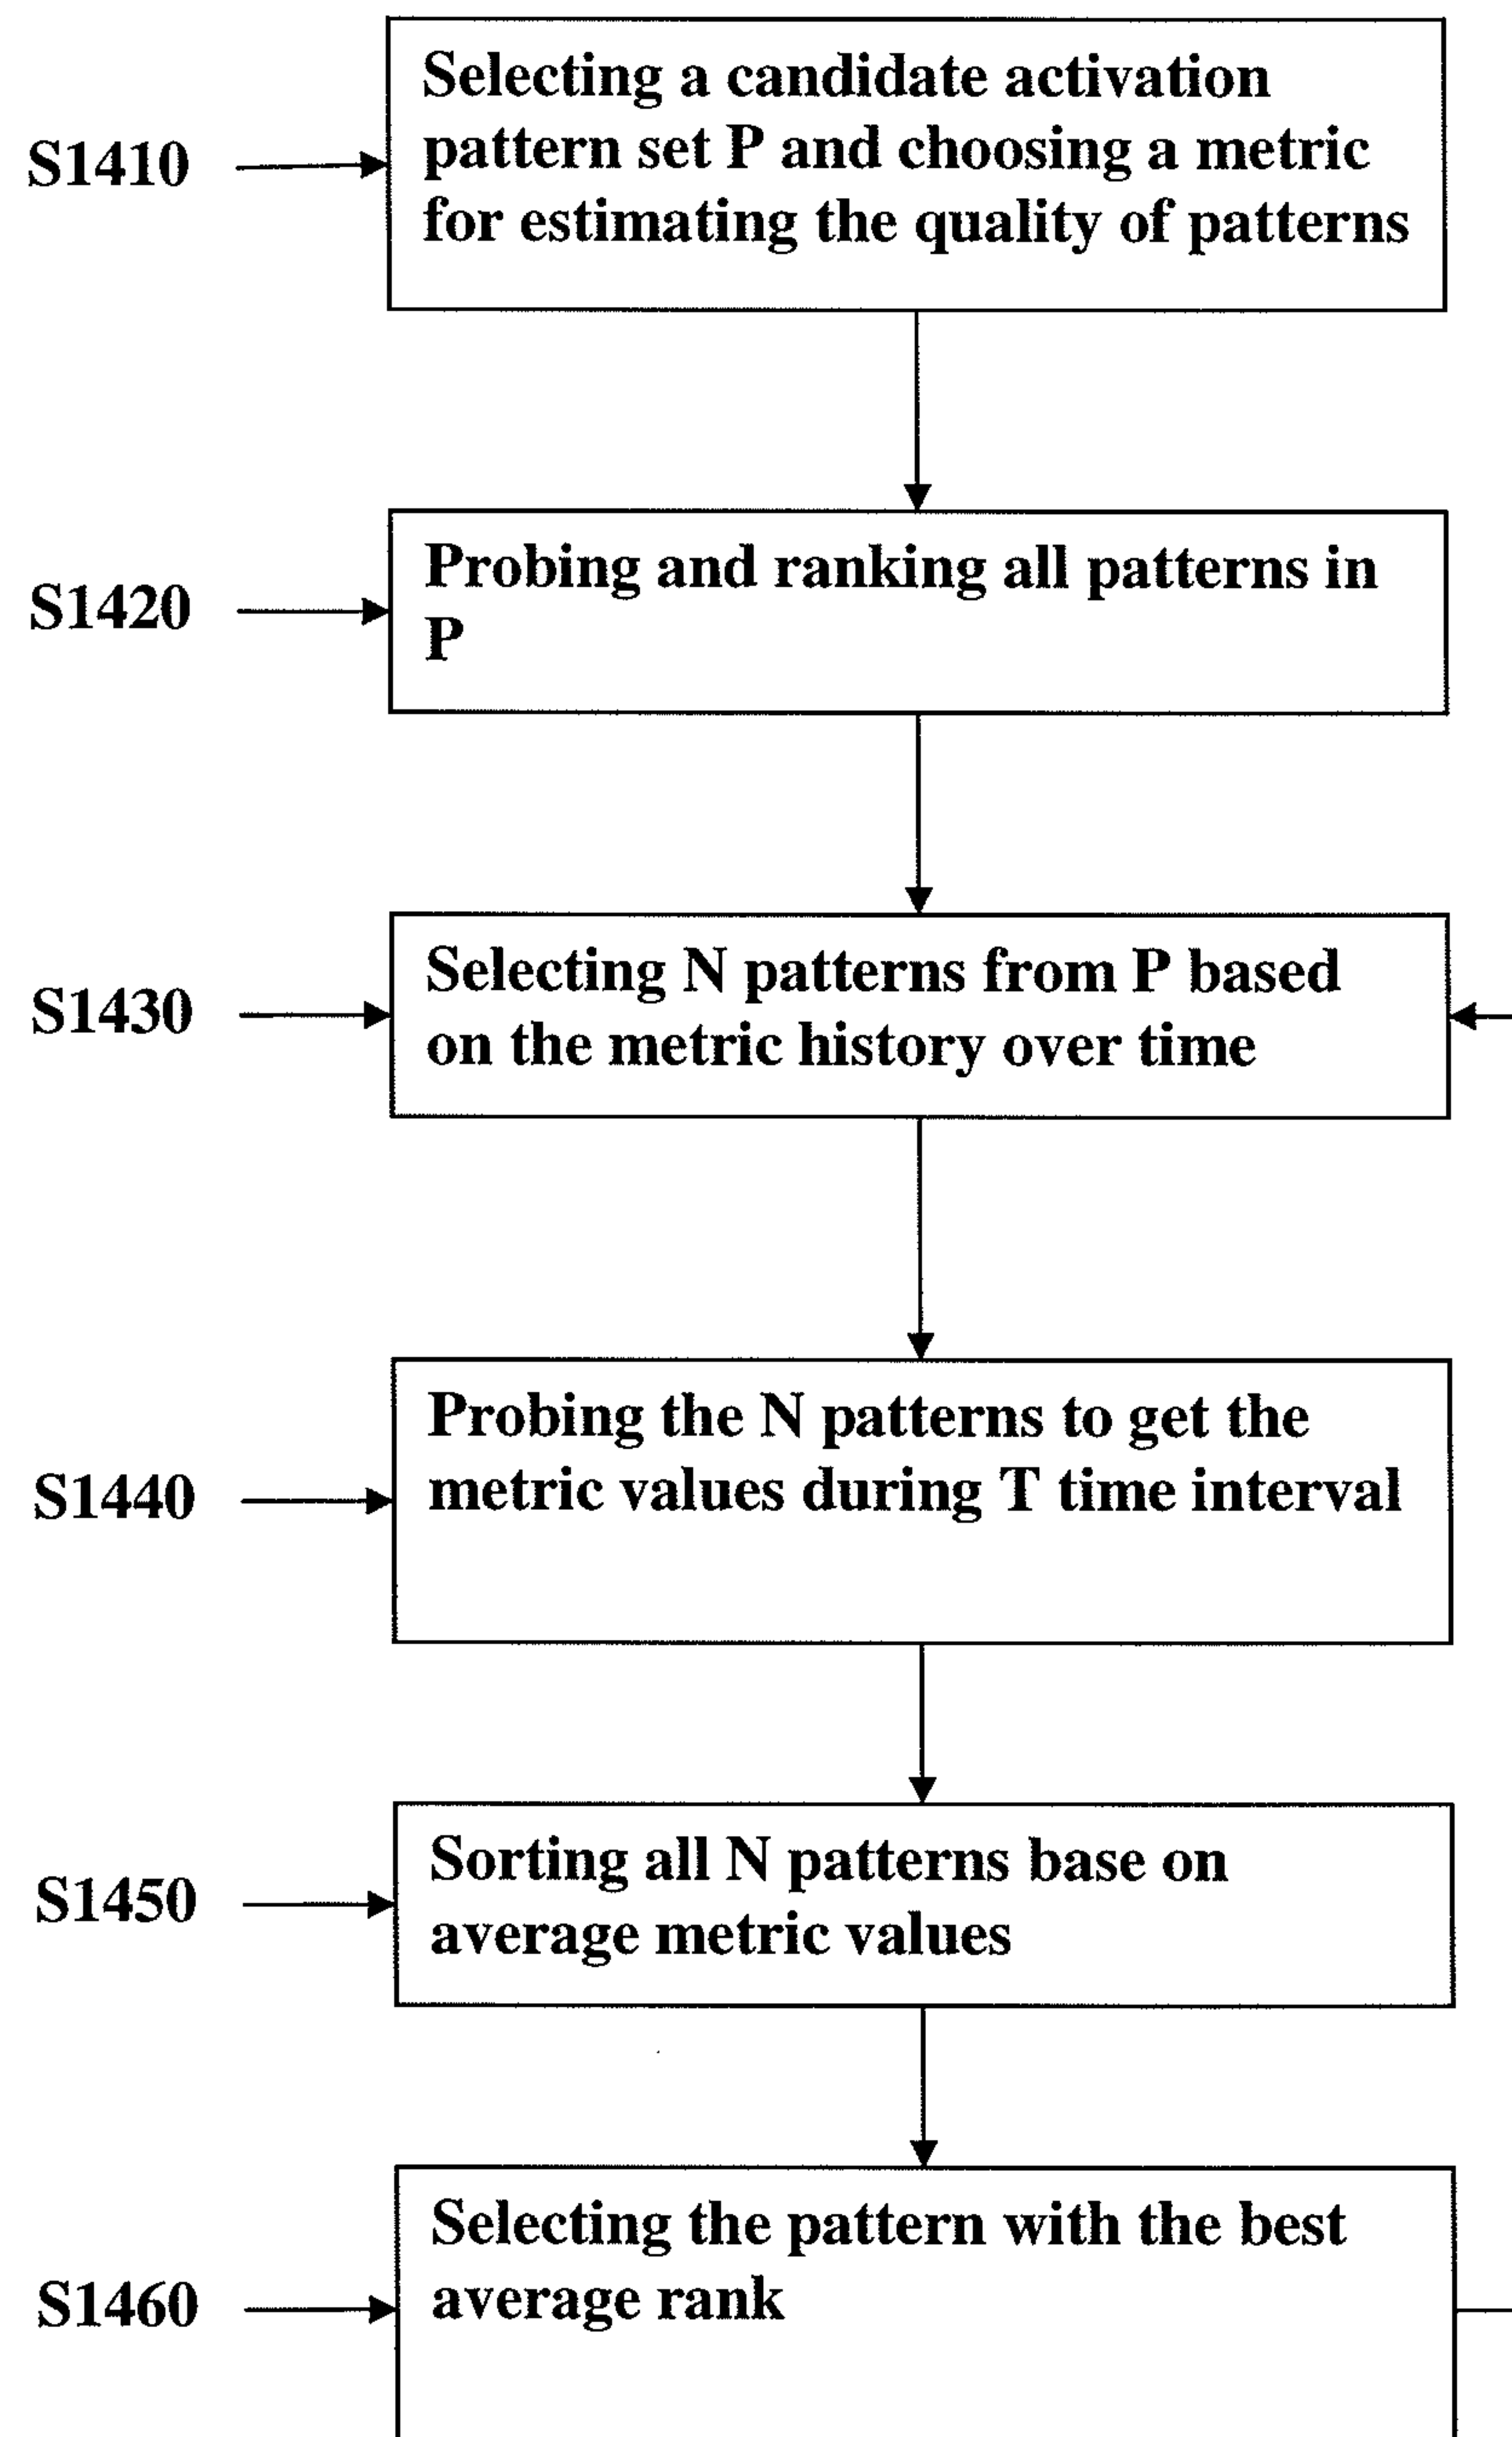 S1410
Selecting a candidate activation
pattern set P and choosing a metric
for estimating the quality of patterns
S1420
Probing and ranking all patterns in
P
S1430
Selecting N patterns from P based
on the metric history over time
S1440
Probing the N patterns to get the
metric values during T time interval
S1450
Sorting all N patterns base on
average metric values
S1460
Selecting the pattern with the best
average rank